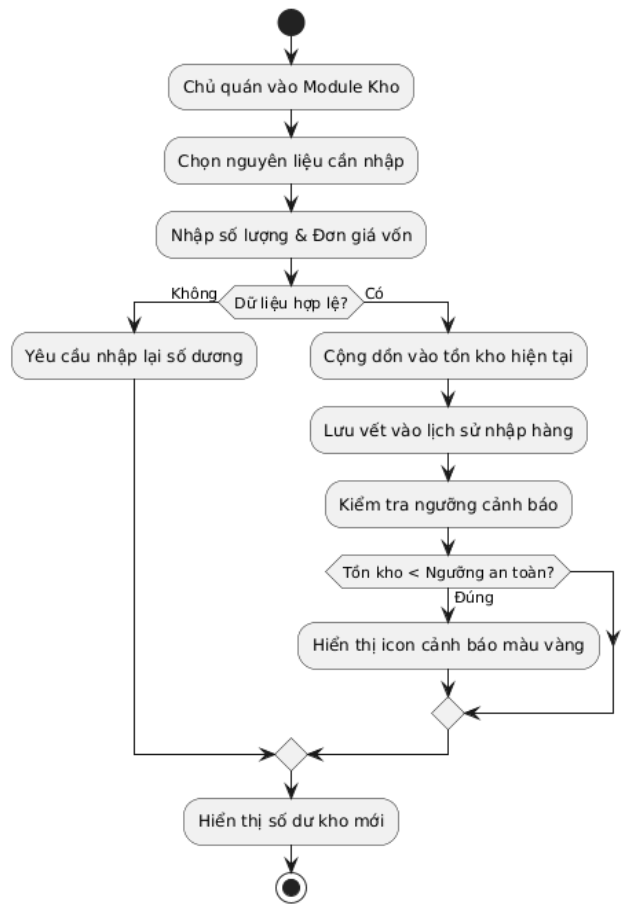 Chủ quán vào Module Kho
Chọn nguyên liệu cần nhập
Nhập số lượng & Đơn giá vốn
Không
Dữ liệu hợp lệ?
Có
Yêu cầu nhập lại số dương
Cộng dồn vào tồn kho hiện tại
Lưu vết vào lịch sử nhập hàng
Kiểm tra ngưỡng cảnh báo
Tồn kho < Ngưỡng an toàn?
Đúng
Hiển thị icon cảnh báo màu vàng
Hiển thị số dư kho mới